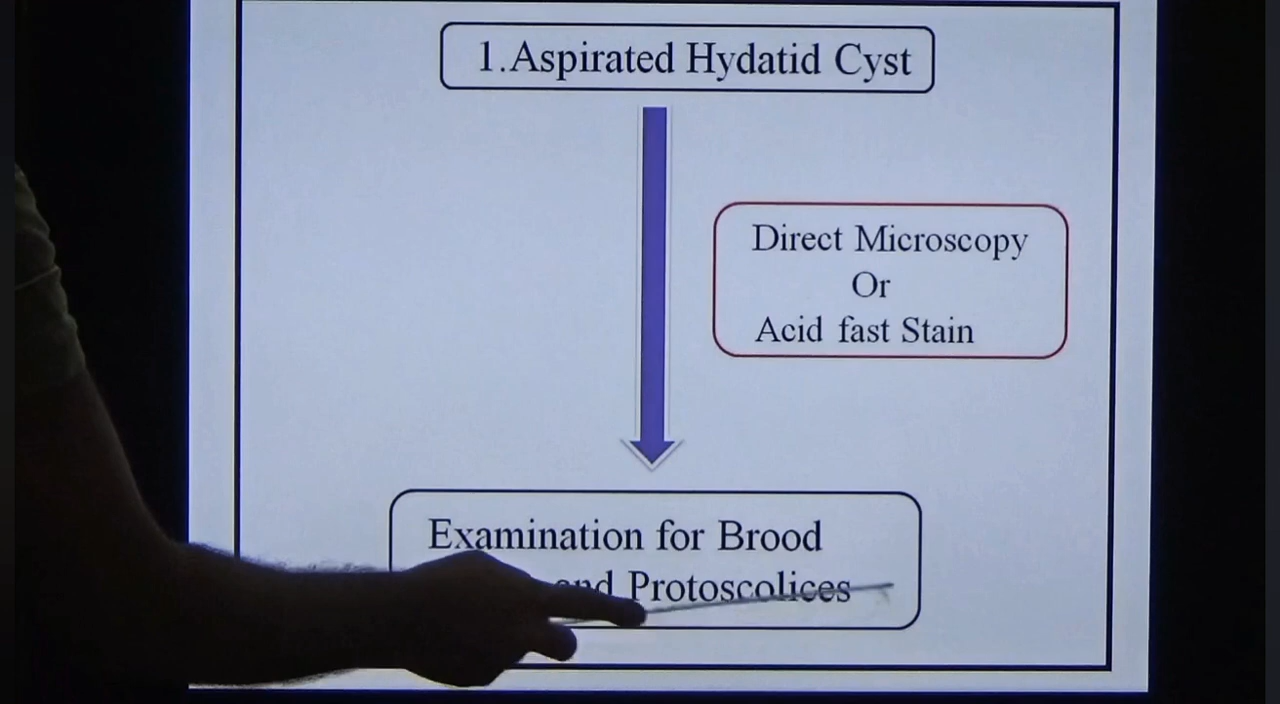 1.Aspirated Hydatid Cyst
Direct Microscopy
Or
Acid fast Stain
Examination for Brood
and Protoscolices